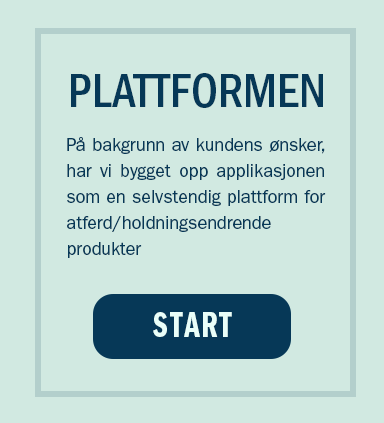 PLATTFORMEN
På bakgrunn av kundens ønsker,
har vi bygget opp applikasjonen
som en selvstendig plattform for
atferd/holdningsendrende
produkter
START